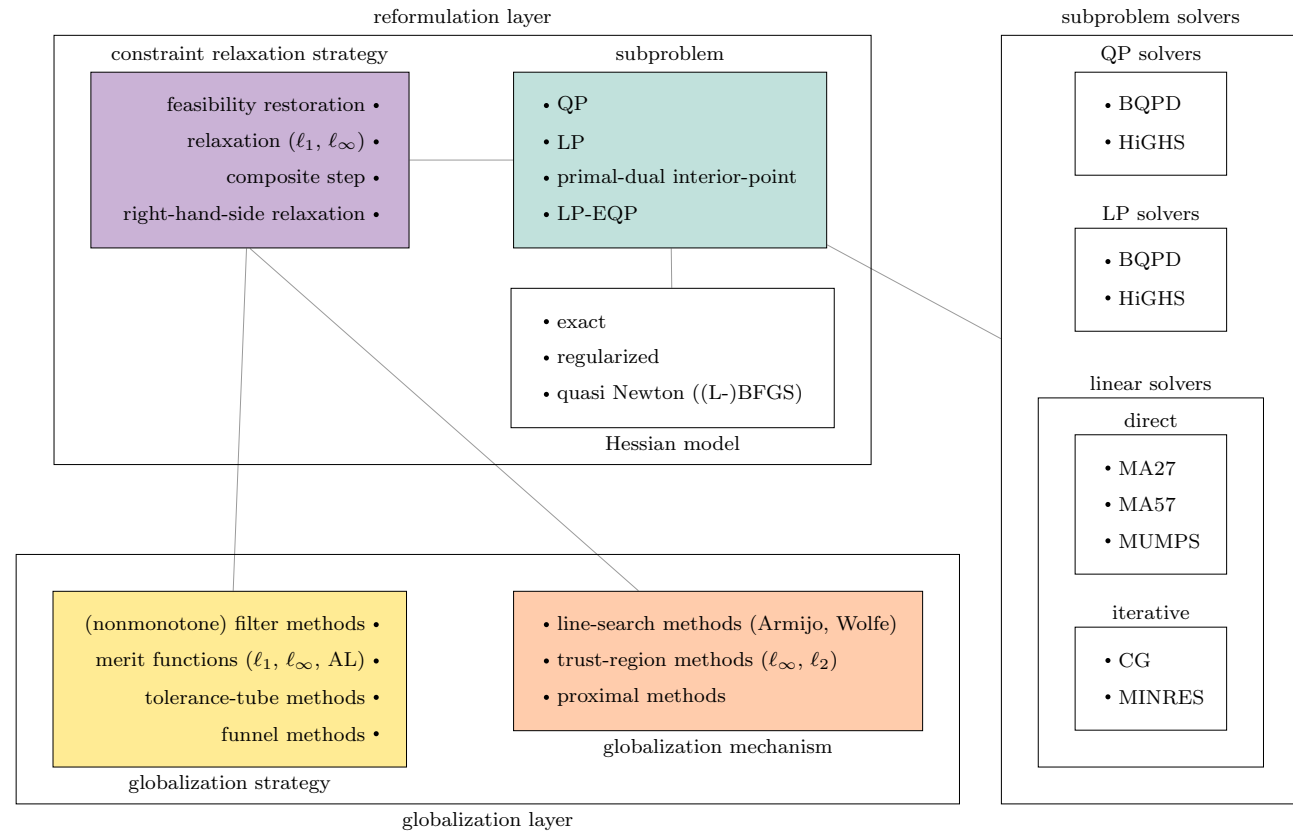 reformulation layer
constraint relaxation strategy
feasibility restoration •
relaxation (ℓ₁, ℓ∞) •
composite step •
right-hand-side relaxation •
subproblem
• QP
• LP
• primal-dual interior-point
• LP-EQP
• exact
• regularized
• quasi Newton ((L-)BFGS)
Hessian model
(nonmonotone) filter methods •
merit functions (ℓ₁, ℓ∞, AL) •
tolerance-tube methods •
funnel methods •
globalization strategy
• line-search methods (Armijo, Wolfe)
• trust-region methods (ℓ∞, ℓ₂)
• proximal methods
globalization mechanism
globalization layer
subproblem solvers
QP solvers
• BQPD
• HiGHS
LP solvers
• BQPD
• HiGHS
linear solvers
direct
• MA27
• MA57
• MUMPS
iterative
• CG
• MINRES